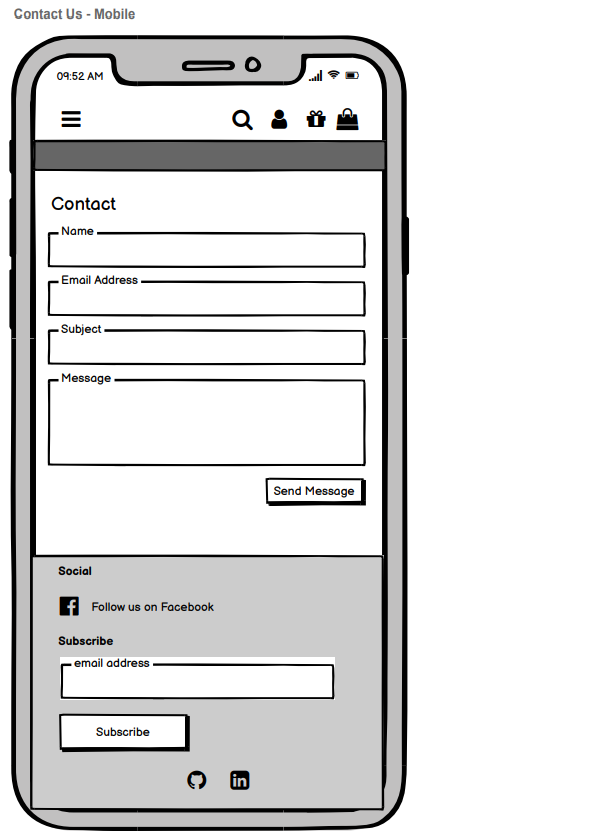 Contact Us - Mobile
09:52 AM
Contact
Name
Email Address
Subject
Message
Send Message
Social
Follow us on Facebook
Subscribe
email address
Subscribe